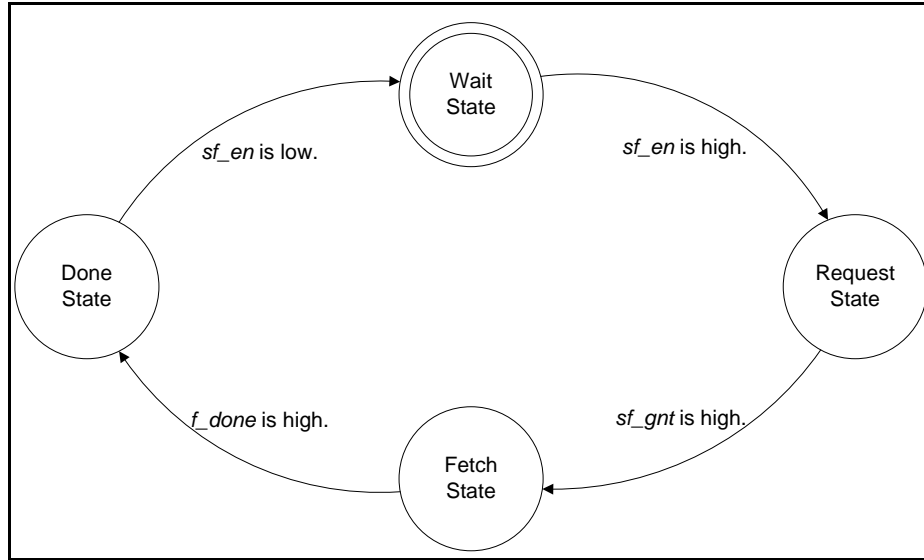 Wait
State
sf_en is low.
sf_en is high.
Done
State
Request
State
f_done is high.
sf_gnt is high.
Fetch
State